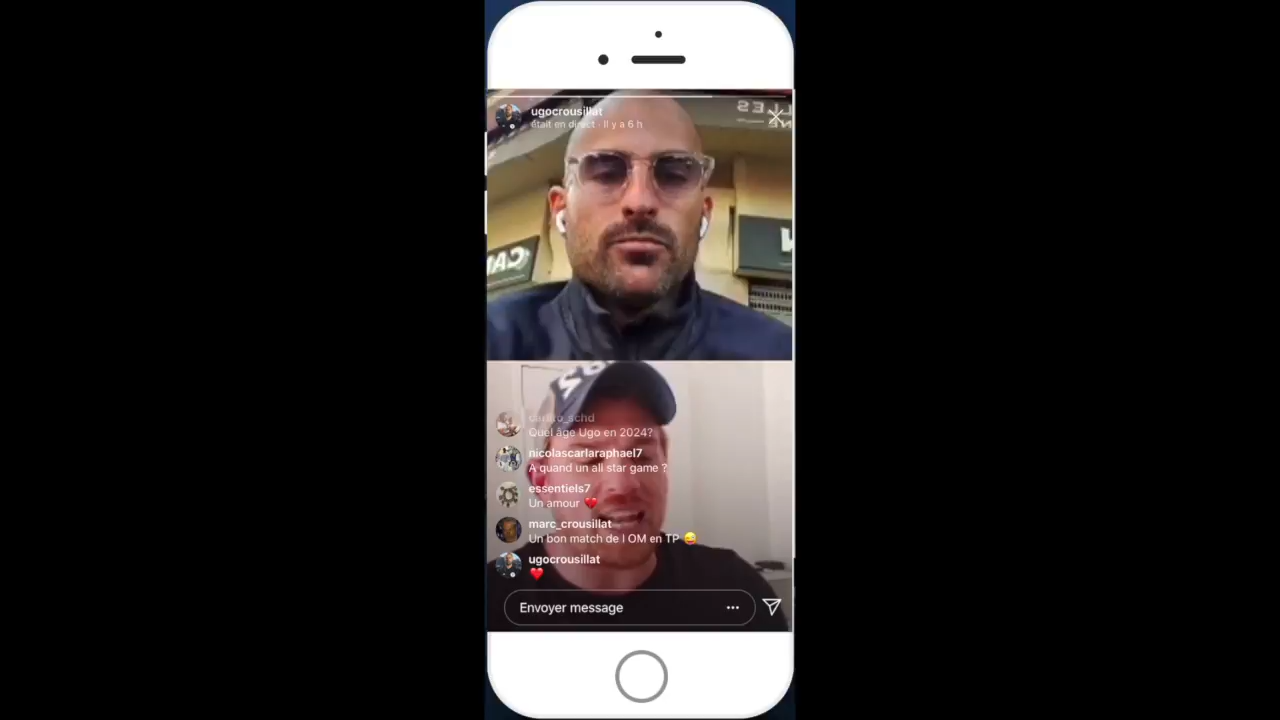 ugocrousillat
était en direct · Il y a 6 h
Quel âge Ugo en 2024?
nicolascarlaraphael7
A quand un all star game ?
essentiels7
Un amour ❤️
marc_crousillat
Un bon match de l OM en TP 😜
ugocrousillat
❤️
Envoyer message